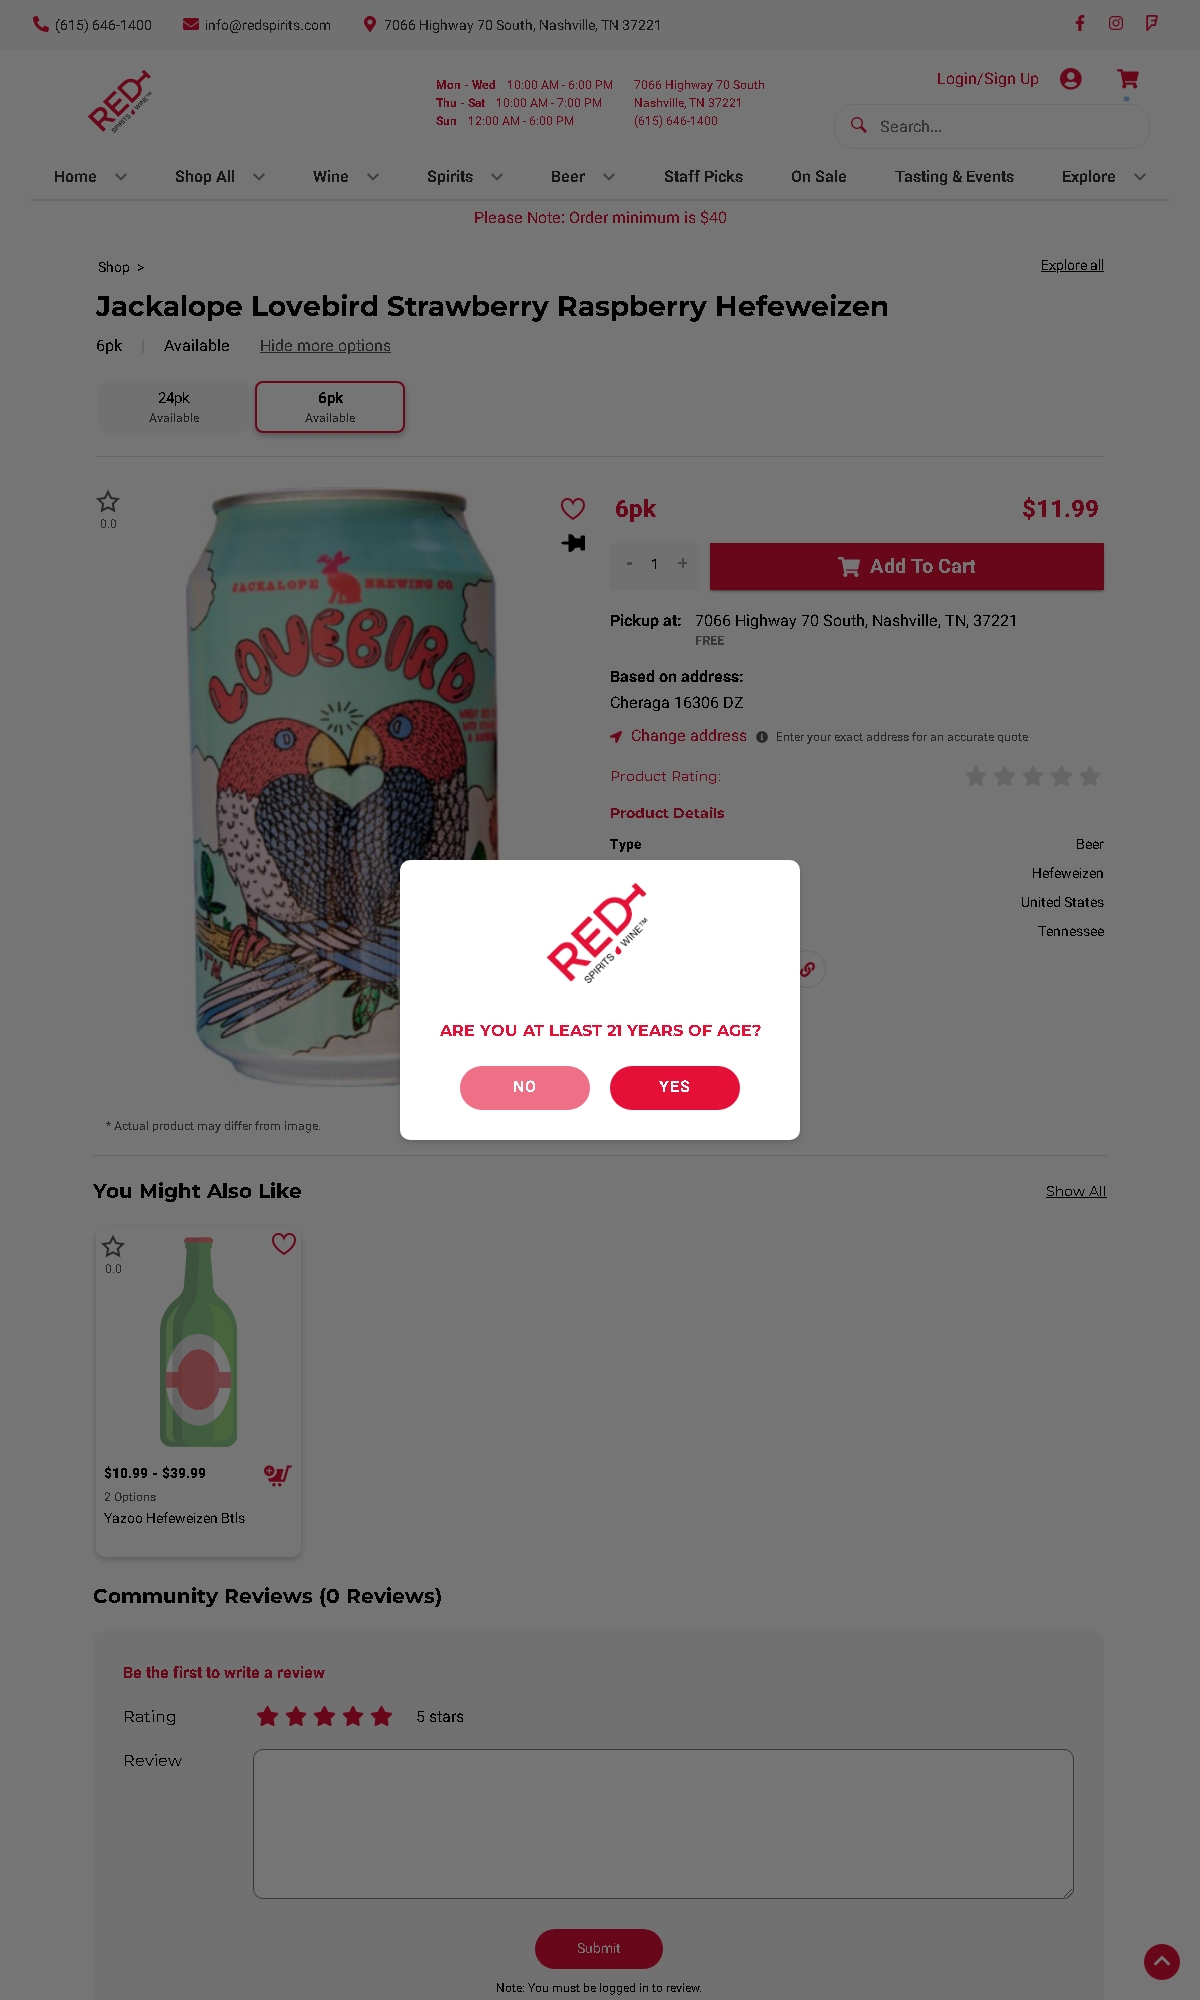 (615) 646-1400 info@redspirits.com 7066 Highway 70 South, Nashville, TN 37221
RED
SPIRITS WINE™
Mon - Wed 10:00 AM - 6:00 PM
Thu - Sat 10:00 AM - 7:00 PM
Sun 12:00 AM - 6:00 PM
7066 Highway 70 South
Nashville, TN 37221
(615) 646-1400
Login/Sign Up
Search...
Home Shop All Wine Spirits Beer Staff Picks On Sale Tasting & Events Explore
Please Note: Order minimum is $40
Shop >
Explore all
Jackalope Lovebird Strawberry Raspberry Hefeweizen
6pk | Available Hide more options
24pk
Available
6pk
Available
0.0
JACKALOPE BREWING CO
LOVEBIRD
6pk $11.99
- 1 + Add To Cart
Pickup at: 7066 Highway 70 South, Nashville, TN, 37221
FREE
Based on address:
Cheraga 16306 DZ
Change address Enter your exact address for an accurate quote
Product Rating:
Product Details
Type Beer
Hefeweizen
United States
Tennessee
RED
SPIRITS WINE™
ARE YOU AT LEAST 21 YEARS OF AGE?
NO YES
* Actual product may differ from image.
You Might Also Like Show All
0.0
$10.99 - $39.99
2 Options
Yazoo Hefeweizen Btls
Community Reviews (0 Reviews)
Be the first to write a review
Rating 5 stars
Review
Submit
Note: You must be logged in to review.